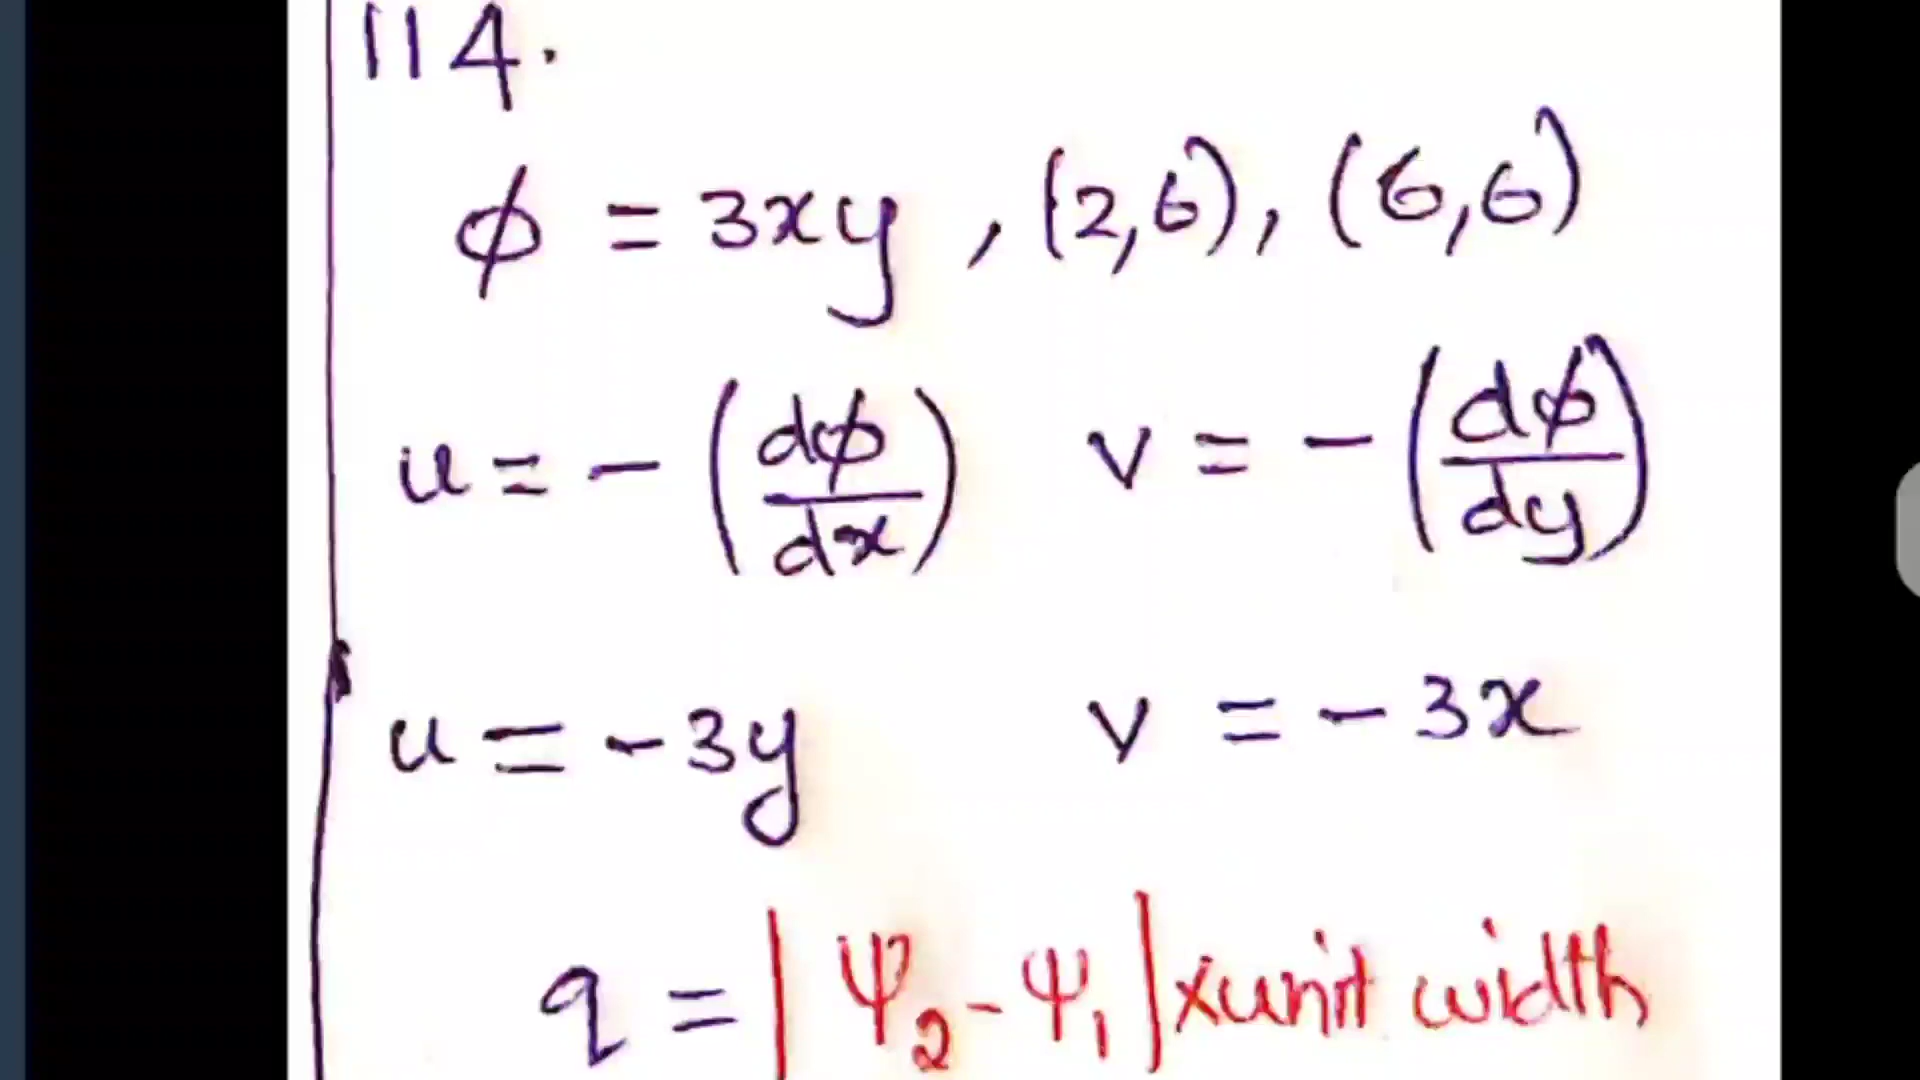 114.
ϕ = 3xy , (2,6), (6,6)
u = - (dϕ/dx) v = - (dϕ/dy)
u = -3y v = -3x
q = |Ψ₂-Ψ₁| x unit width